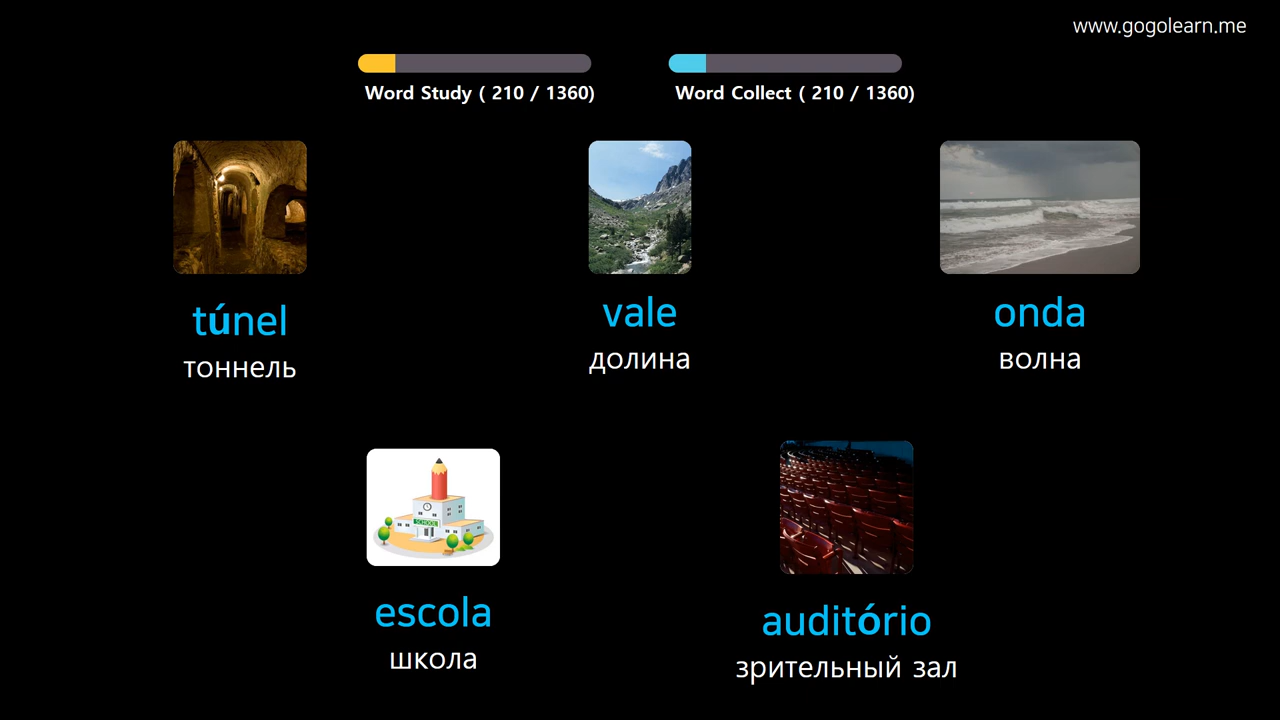 www.gogolearn.me
Word Study ( 210 / 1360)
Word Collect ( 210 / 1360)
túnel
тоннель
vale
долина
onda
волна
SCHOOL
escola
школа
auditório
зрительный зал